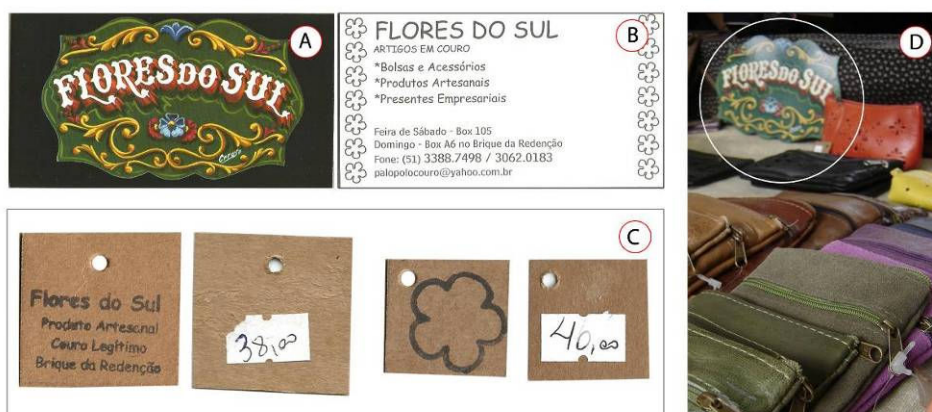 A
FLORES DO SUL
B
FLORES DO SUL
ARTIGOS EM COURO
*Bolsas e Acessórios
*Produtos Artesanais
*Presentes Empresariais
Feira de Sábado - Box 105
Domingo - Box A6 no Brique da Redenção
Fone: (51) 3388.7498 / 3062.0183
palopolocouro@yahoo.com.br
C
Flores do Sul
Produto Artesanal
Couro Legítimo
Brique da Redenção
38,00
40,00
D
FLORES DO SUL